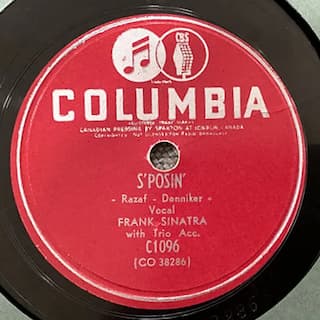 CBS
COLUMBIA
CANADIAN PRESSING BY SPARTON OF LONDON, CANADA
S'POSIN'
- Razaf - Denniker -
Vocal
FRANK SINATRA
with Trio Acc.
C1096
(CO 38286)